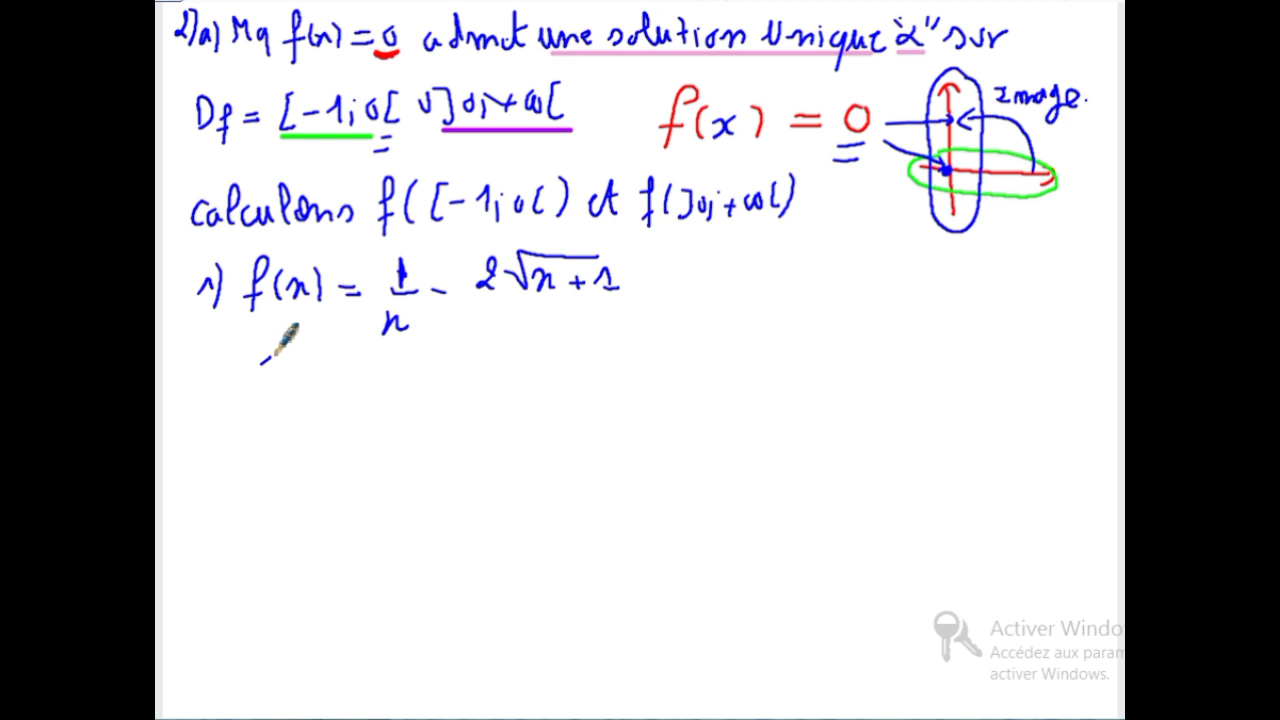 2)a) Mq f(x) = 0 admet une solution unique "α" sur
Df = [-1; 0[ ∪ ]0; +∞[
f(x) = 0
Image.
calculons f([-1; 0[) et f(]0; +∞[)
1) f(x) = 1/x - 2√x+1
Activer Windo
Accédez aux param
activer Windows.